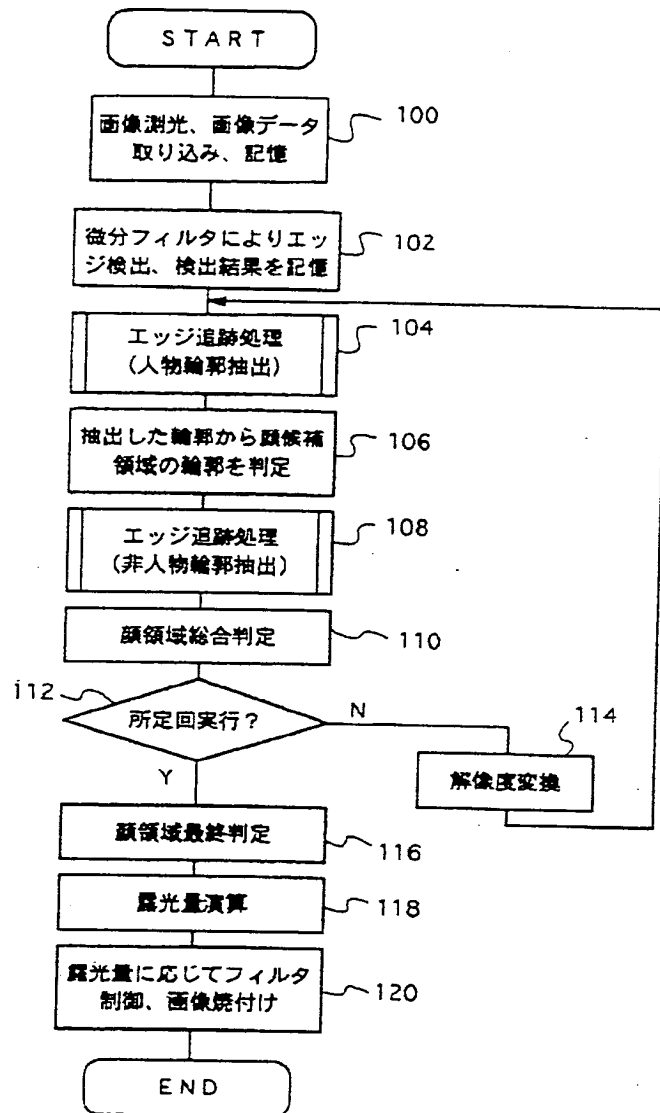 START
画像測光、画像データ
取り込み、記憶
100
微分フィルタによりエッ
ジ検出、検出結果を記憶
102
エッジ追跡処理
(人物輪郭抽出)
104
抽出した輪郭から顔候補
領域の輪郭を判定
106
エッジ追跡処理
(非人物輪郭抽出)
108
顔領域総合判定
110
112
所定回実行?
N
Y
114
解像度変換
顔領域最終判定
116
露光量演算
118
露光量に応じてフィルタ
制御、画像焼付け
120
END